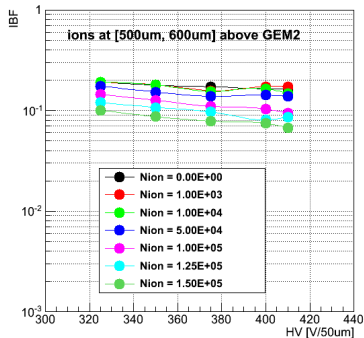 IBF
1
ions at [500um, 600um] above GEM2
10-1
Nion = 0.00E+00
Nion = 1.00E+03
Nion = 1.00E+04
Nion = 5.00E+04
10-2
Nion = 1.00E+05
Nion = 1.25E+05
Nion = 1.50E+05
10-3
300 320 340 360 380 400 420 440
HV [V/50um]